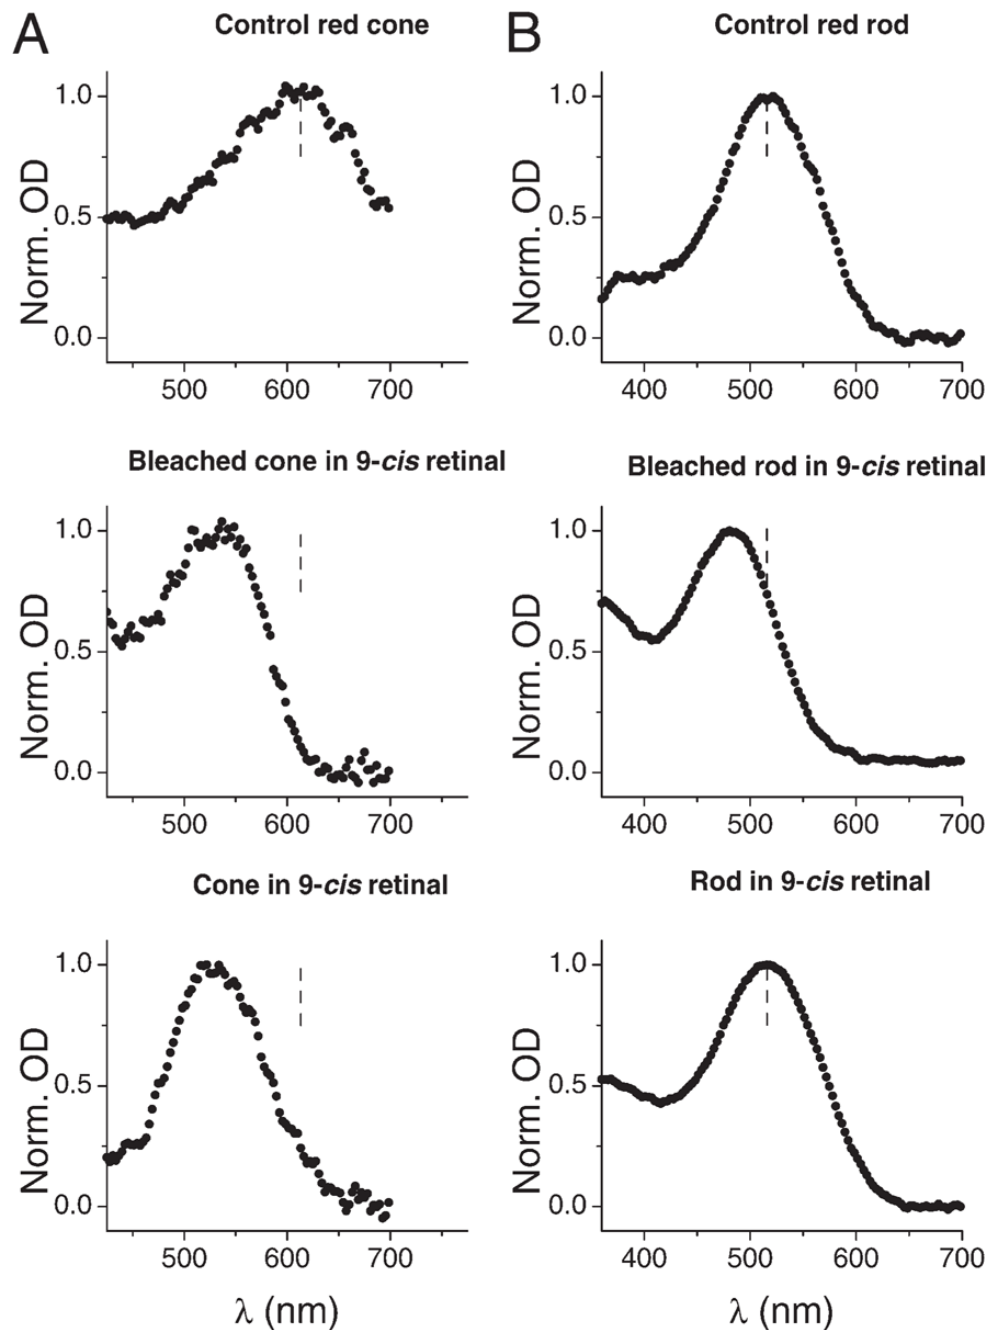 A
Control red cone
Norm. OD
1.0
0.5
0.0
500 600 700
Bleached cone in 9-cis retinal
Norm. OD
1.0
0.5
0.0
500 600 700
Cone in 9-cis retinal
Norm. OD
1.0
0.5
0.0
500 600 700
λ (nm)
B
Control red rod
Norm. OD
1.0
0.5
0.0
400 500 600 700
Bleached rod in 9-cis retinal
Norm. OD
1.0
0.5
0.0
400 500 600 700
Rod in 9-cis retinal
Norm. OD
1.0
0.5
0.0
400 500 600 700
λ (nm)